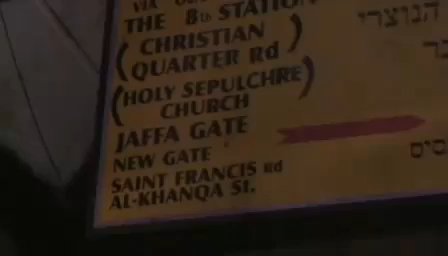 VIA
THE 8th STATION
(CHRISTIAN
QUARTER Rd)
(HOLY SEPULCHRE
CHURCH)
JAFFA GATE
NEW GATE
SAINT FRANCIS Rd
AL-KHANQA St.
הנוצרי